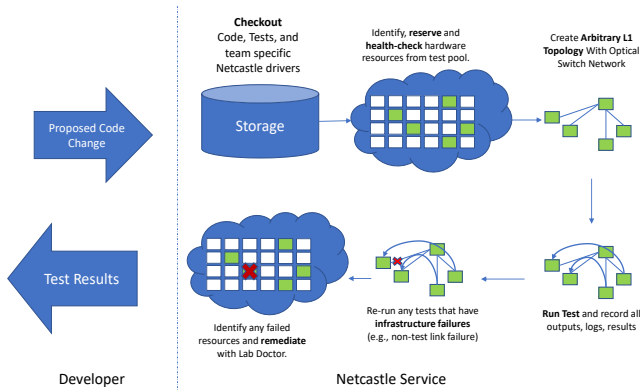 Checkout
Code, Tests, and
team specific
Netcastle drivers
Identify, reserve and
health-check hardware
resources from test pool.
Create Arbitrary L1
Topology With Optical
Switch Network
Proposed Code
Change
Storage
Test Results
Identify any failed
resources and remediate
with Lab Doctor.
Re-run any tests that have
infrastructure failures
(e.g., non-test link failure)
Run Test and record all
outputs, logs, results
Developer
Netcastle Service